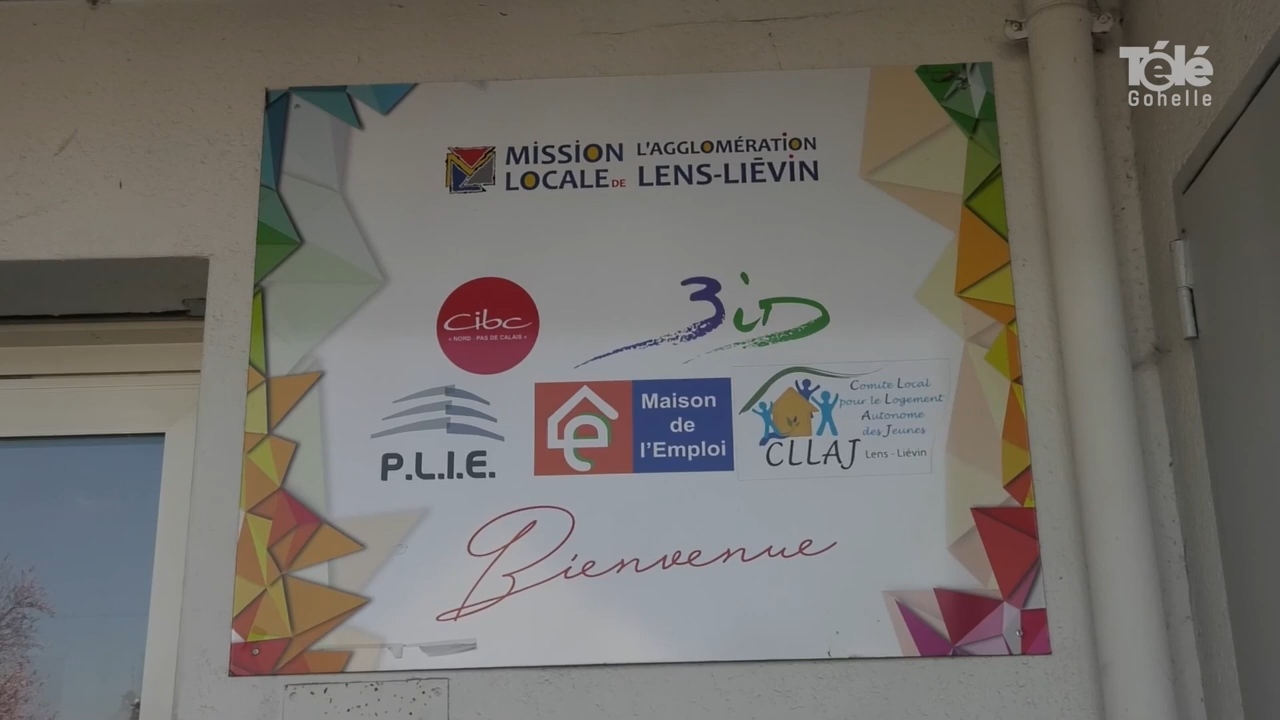 Télé
Gohelle
MISSION LOCALE DE
L'AGGLOMÉRATION
LENS-LIÉVIN
cibc
« NORD - PAS DE CALAIS »
3iD
P.L.I.E.
e
Maison
de
l'Emploi
Comité Local
pour le Logement
Autonome
des Jeunes
CLLAJ Lens - Liévin
Bienvenue